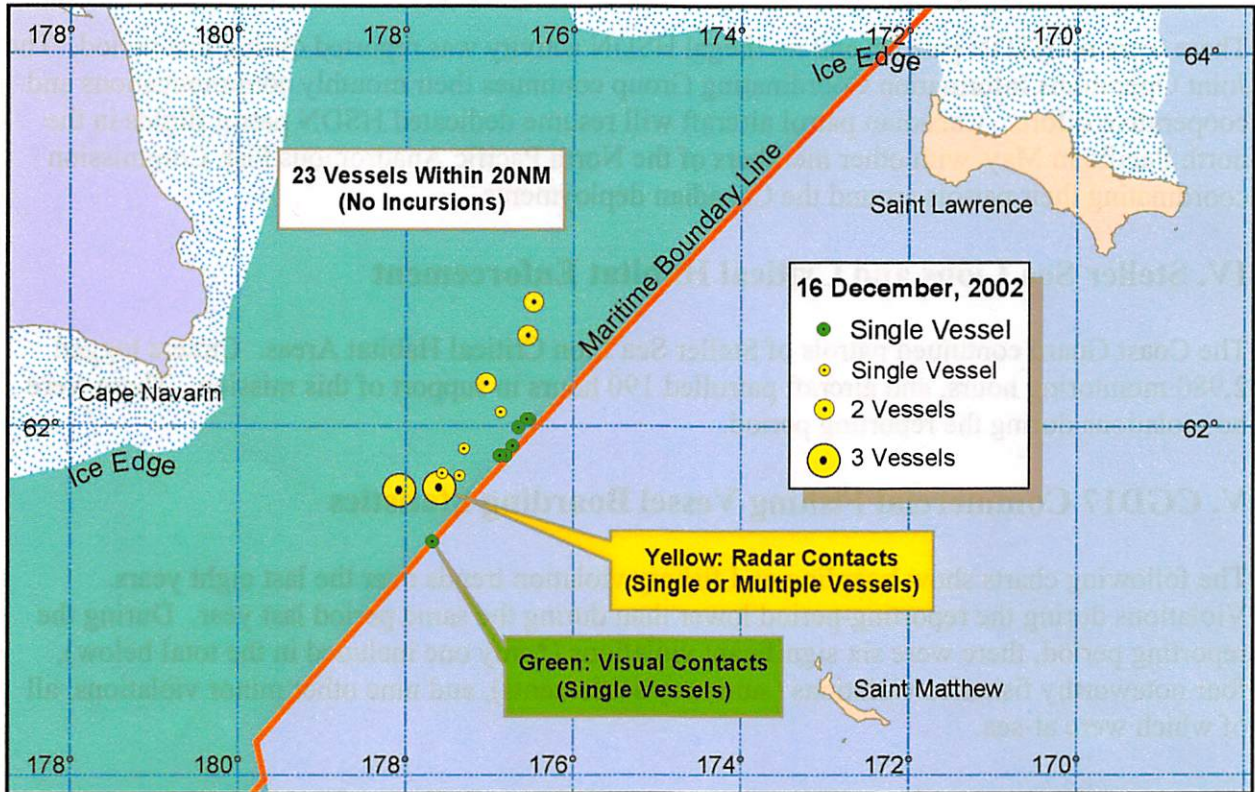 178°
180°
178°
176°
174°
172°
170°
Ice Edge
64°
23 Vessels Within 20NM
(No Incursions)
Maritime Boundary Line
Saint Lawrence
16 December, 2002
Single Vessel
Single Vessel
2 Vessels
3 Vessels
Cape Navarin
62°
62°
Ice Edge
Yellow: Radar Contacts
(Single or Multiple Vessels)
Green: Visual Contacts
(Single Vessels)
Saint Matthew
178°
180°
178°
176°
174°
172°
170°